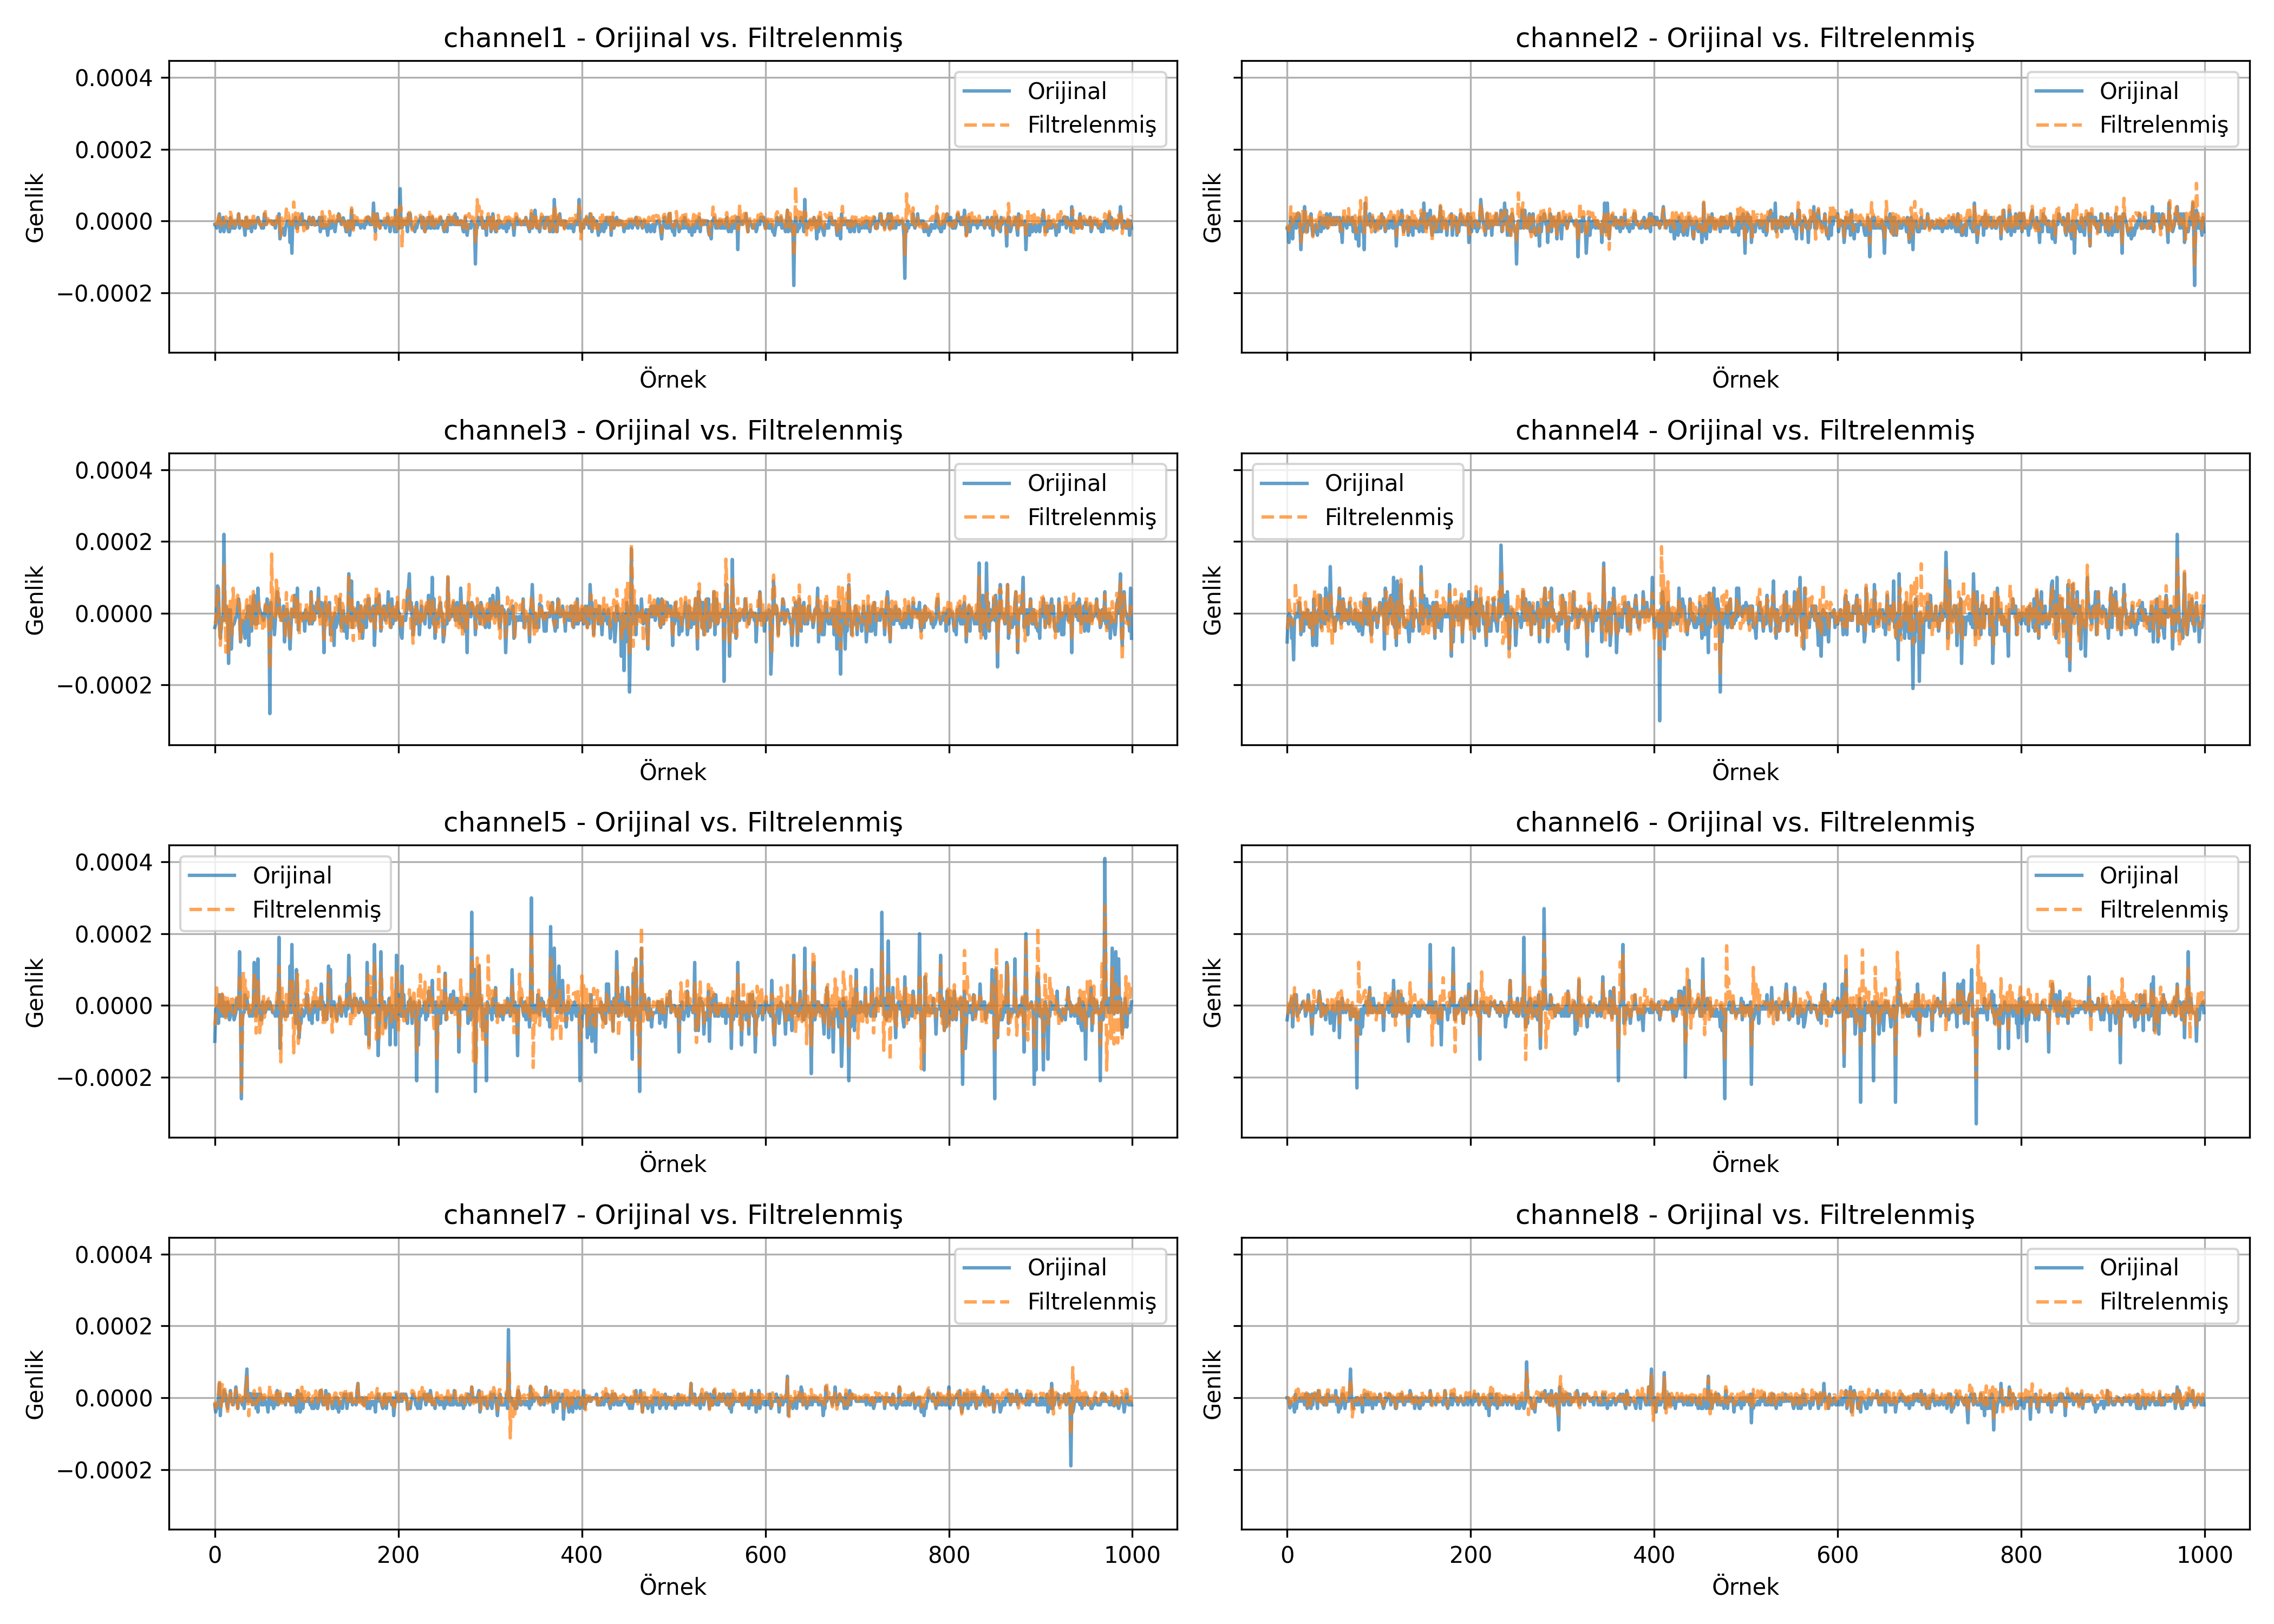 channel1 - Orijinal vs. Filtrelenmiş
0.0004
0.0002
0.0000
−0.0002
Genlik
Orijinal
Filtrelenmiş
Örnek
channel2 - Orijinal vs. Filtrelenmiş
Genlik
Orijinal
Filtrelenmiş
Örnek
channel3 - Orijinal vs. Filtrelenmiş
0.0004
0.0002
0.0000
−0.0002
Genlik
Orijinal
Filtrelenmiş
Örnek
channel4 - Orijinal vs. Filtrelenmiş
Genlik
Orijinal
Filtrelenmiş
Örnek
channel5 - Orijinal vs. Filtrelenmiş
0.0004
0.0002
0.0000
−0.0002
Genlik
Orijinal
Filtrelenmiş
Örnek
channel6 - Orijinal vs. Filtrelenmiş
Genlik
Orijinal
Filtrelenmiş
Örnek
channel7 - Orijinal vs. Filtrelenmiş
0.0004
0.0002
0.0000
−0.0002
Genlik
Orijinal
Filtrelenmiş
0 200 400 600 800 1000
Örnek
channel8 - Orijinal vs. Filtrelenmiş
Genlik
Orijinal
Filtrelenmiş
0 200 400 600 800 1000
Örnek